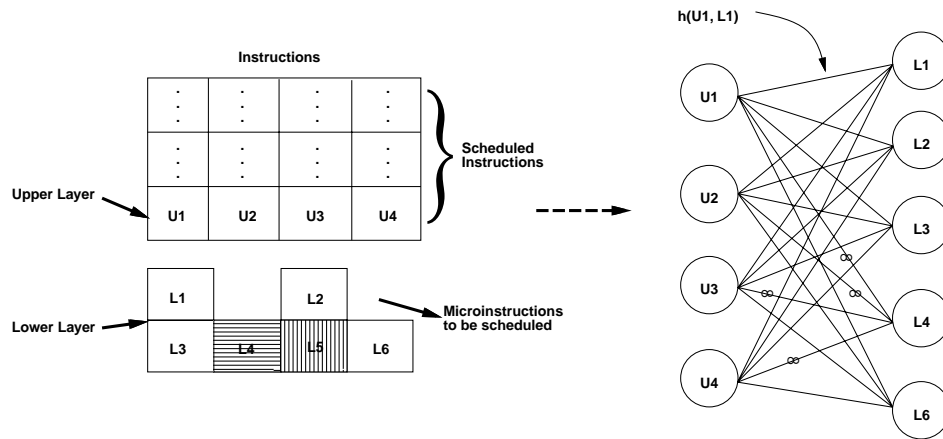 Instructions
Scheduled
Instructions
Upper Layer
U1 U2 U3 U4
L1 L2
Microinstructions
to be scheduled
Lower Layer
L3 L4 L5 L6
h(U1, L1)
U1
U2
U3
U4
L1
L2
L3
L4
L6
∞
∞
∞
∞